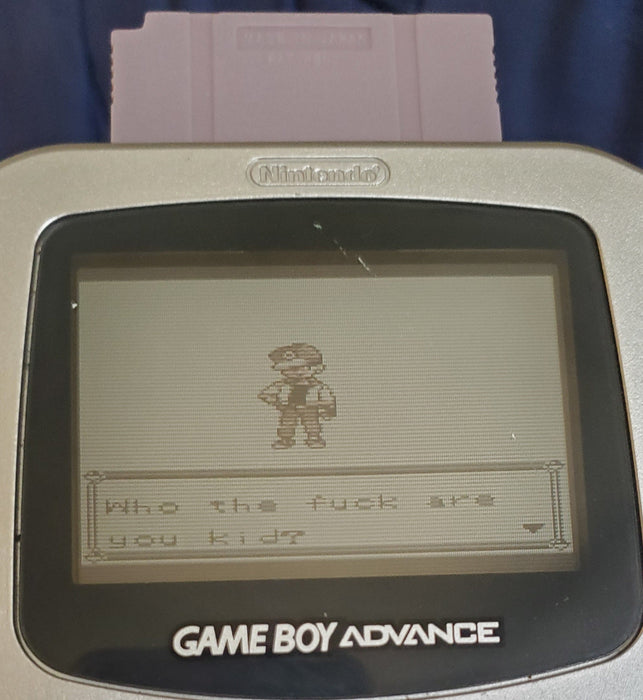 Nintendo
Who the fuck are
you kid?
GAME BOY ADVANCE